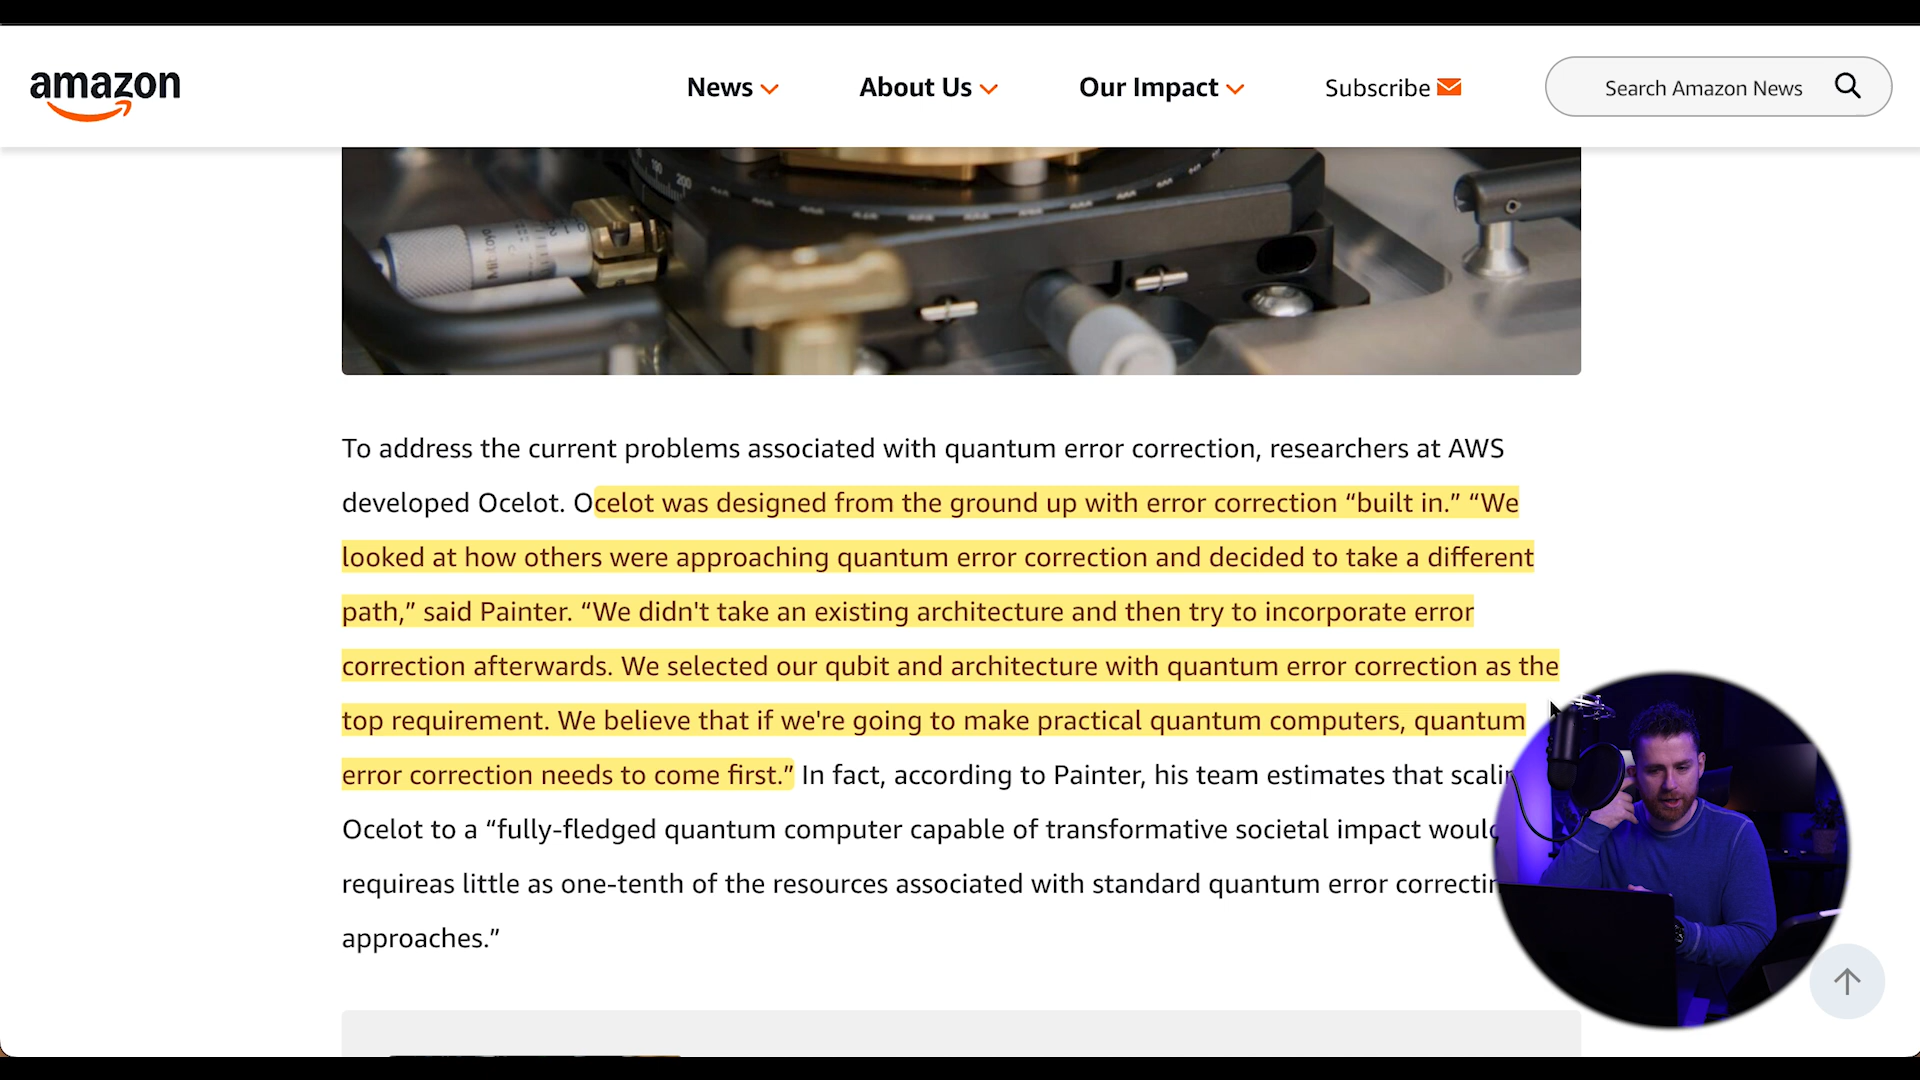 amazon
News
About Us
Our Impact
Subscribe
Search Amazon News
190
200
Mitutoyo
To address the current problems associated with quantum error correction, researchers at AWS
developed Ocelot. Ocelot was designed from the ground up with error correction “built in.” “We
looked at how others were approaching quantum error correction and decided to take a different
path,” said Painter. “We didn't take an existing architecture and then try to incorporate error
correction afterwards. We selected our qubit and architecture with quantum error correction as the
top requirement. We believe that if we're going to make practical quantum computers, quantum
error correction needs to come first.” In fact, according to Painter, his team estimates that scalin
Ocelot to a “fully-fledged quantum computer capable of transformative societal impact would
requireas little as one-tenth of the resources associated with standard quantum error correctin
approaches.”